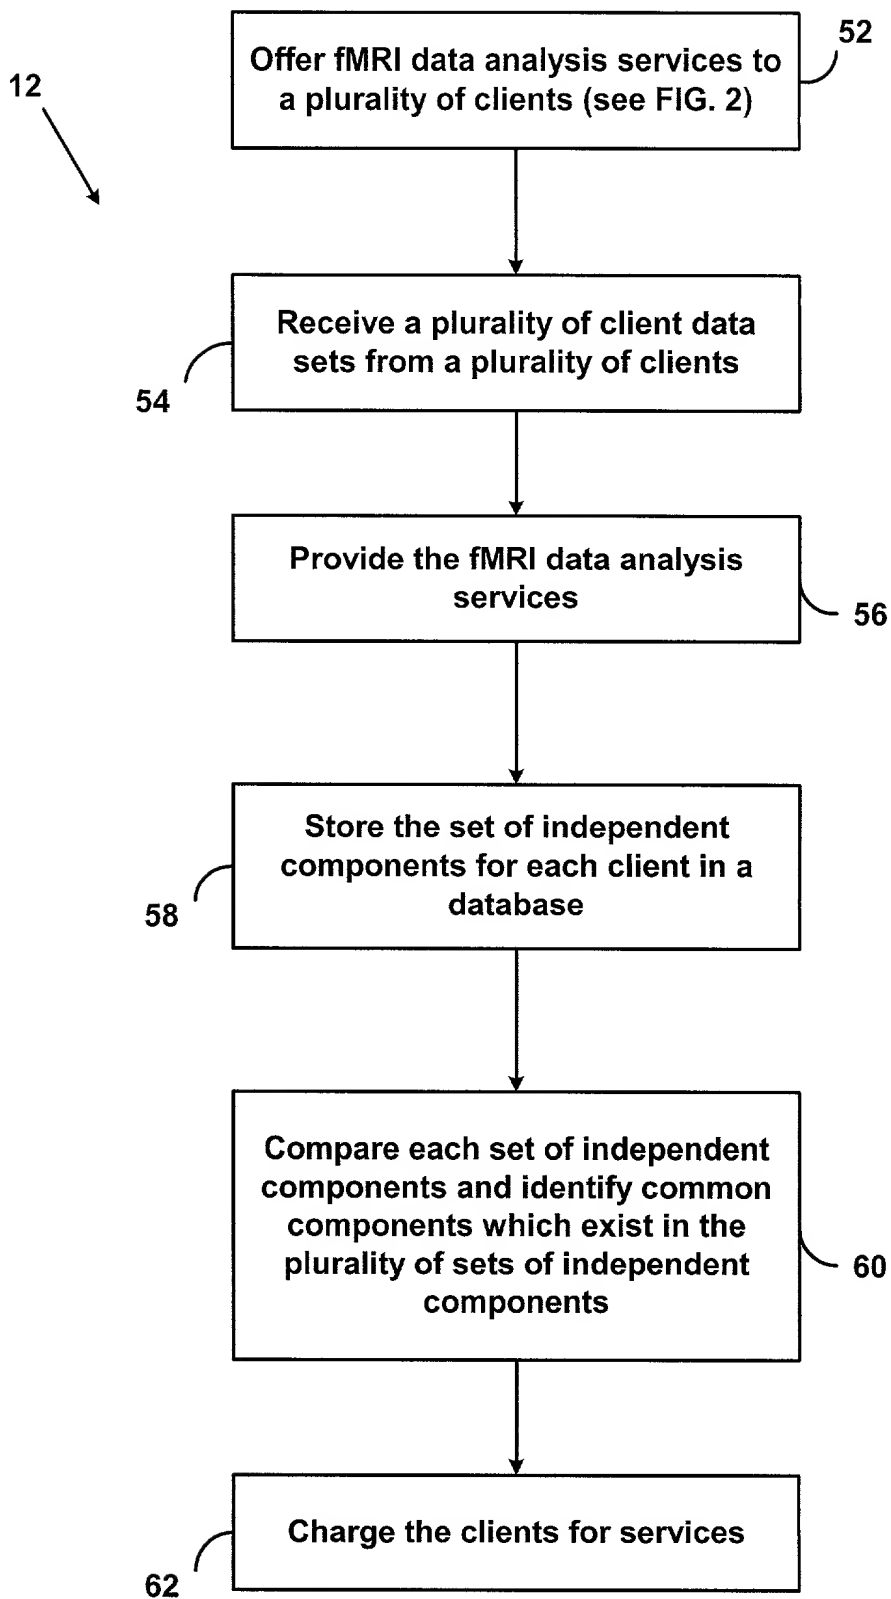 52
Offer fMRI data analysis services to
a plurality of clients (see FIG. 2)
12
Receive a plurality of client data
sets from a plurality of clients
54
Provide the fMRI data analysis
services
56
Store the set of independent
components for each client in a
database
58
Compare each set of independent
components and identify common
components which exist in the
plurality of sets of independent
components
60
Charge the clients for services
62